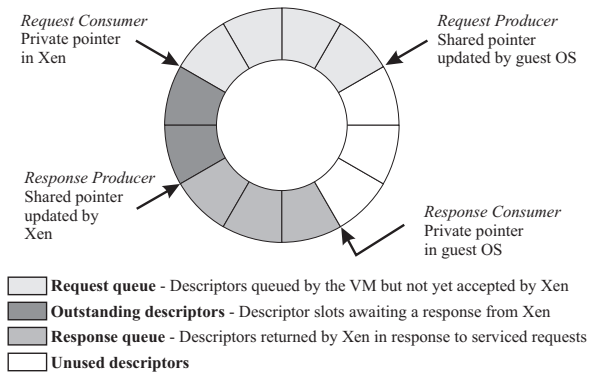 Request Consumer
Private pointer
in Xen
Request Producer
Shared pointer
updated by guest OS
Response Producer
Shared pointer
updated by
Xen
Response Consumer
Private pointer
in guest OS
Request queue - Descriptors queued by the VM but not yet accepted by Xen
Outstanding descriptors - Descriptor slots awaiting a response from Xen
Response queue - Descriptors returned by Xen in response to serviced requests
Unused descriptors